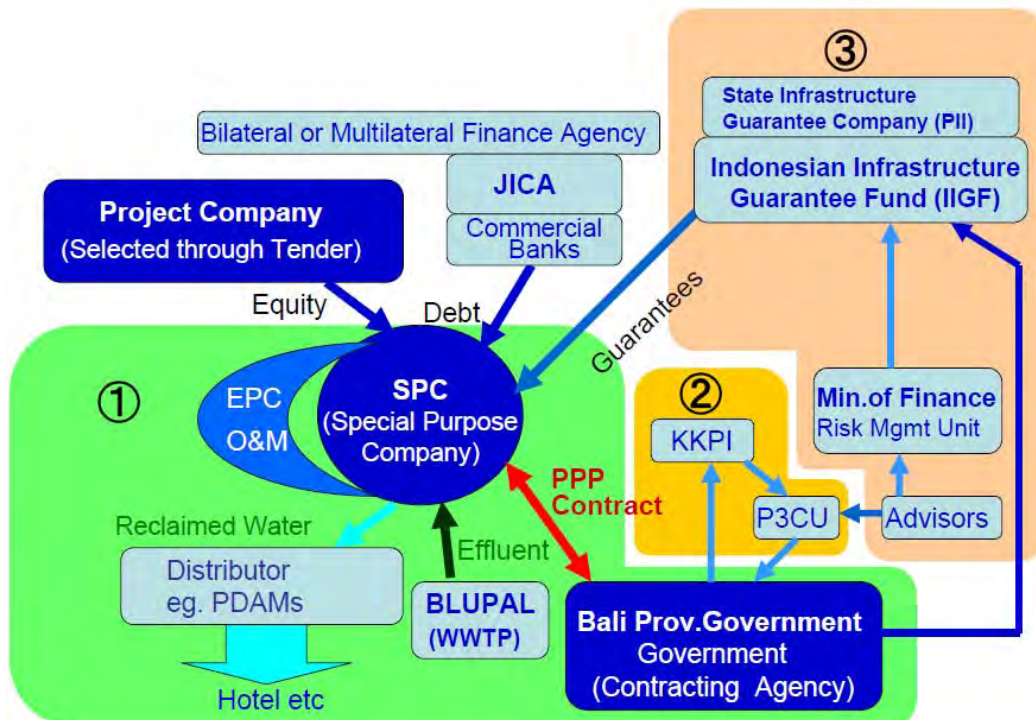 ③
State Infrastructure
Guarantee Company (PII)
Indonesian Infrastructure
Guarantee Fund (IIGF)
Bilateral or Multilateral Finance Agency
JICA
Commercial
Banks
Project Company
(Selected through Tender)
Equity
Debt
Guarantees
①
EPC
O&M
SPC
(Special Purpose
Company)
②
KKPI
Min.of Finance
Risk Mgmt Unit
PPP
Contract
P3CU
Advisors
Reclaimed Water
Effluent
Distributor
eg. PDAMs
BLUPAL
(WWTP)
Bali Prov.Government
Government
(Contracting Agency)
Hotel etc